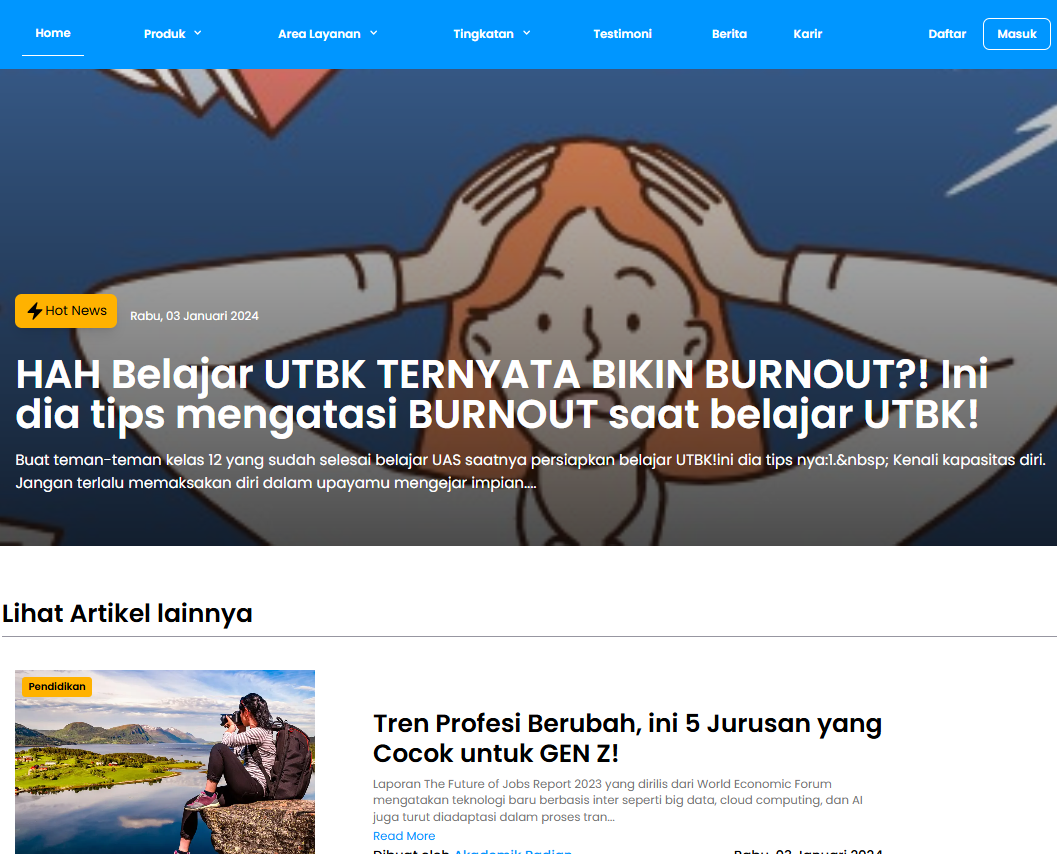 Home Produk Area Layanan Tingkatan Testimoni Berita Karir Daftar Masuk
Hot News Rabu, 03 Januari 2024
HAH Belajar UTBK TERNYATA BIKIN BURNOUT?! Ini
dia tips mengatasi BURNOUT saat belajar UTBK!
Buat teman-teman kelas 12 yang sudah selesai belajar UAS saatnya persiapkan belajar UTBK!ini dia tips nya:1.&nbsp; Kenali kapasitas diri.
Jangan terlalu memaksakan diri dalam upayamu mengejar impian....
Lihat Artikel lainnya
Pendidikan
Tren Profesi Berubah, ini 5 Jurusan yang
Cocok untuk GEN Z!
Laporan The Future of Jobs Report 2023 yang dirilis dari World Economic Forum
mengatakan teknologi baru berbasis inter seperti big data, cloud computing, dan AI
juga turut diadaptasi dalam proses tran...
Read More
Dibuat oleh Akademik Radian Rabu, 03 Januari 2024